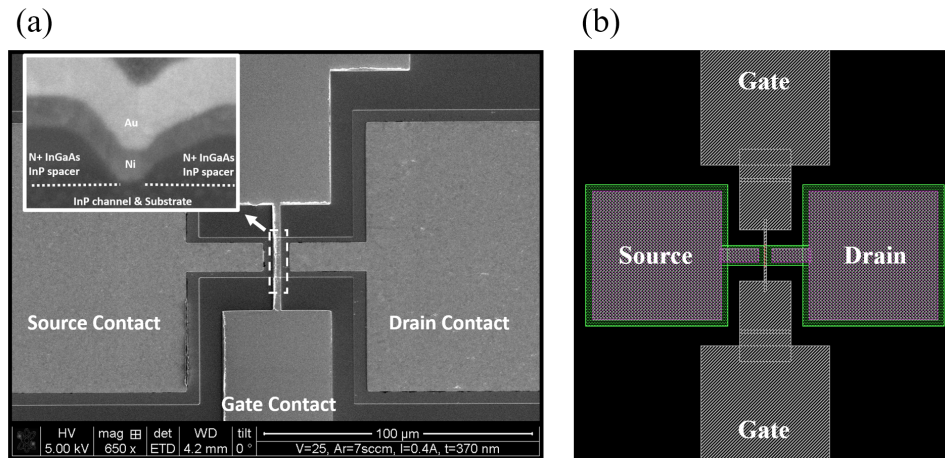 (a)
(b)
Au
Ni
N+ InGaAs
InP spacer
N+ InGaAs
InP spacer
InP channel & Substrate
Source Contact
Drain Contact
Gate Contact
HV
5.00 kV
mag
650 x
det
ETD
WD
4.2 mm
tilt
0 °
100 µm
V=25, Ar=7sccm, I=0.4A, t=370 nm
Gate
Source
Drain
Gate